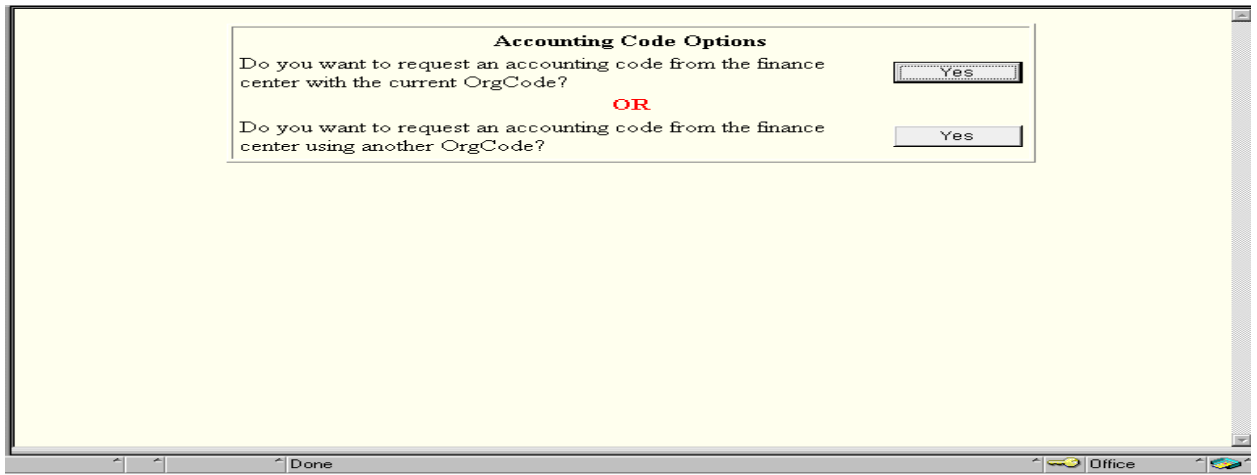 Accounting Code Options
Do you want to request an accounting code from the finance
center with the current OrgCode?
Yes
OR
Do you want to request an accounting code from the finance
center using another OrgCode?
Yes
Done
Office